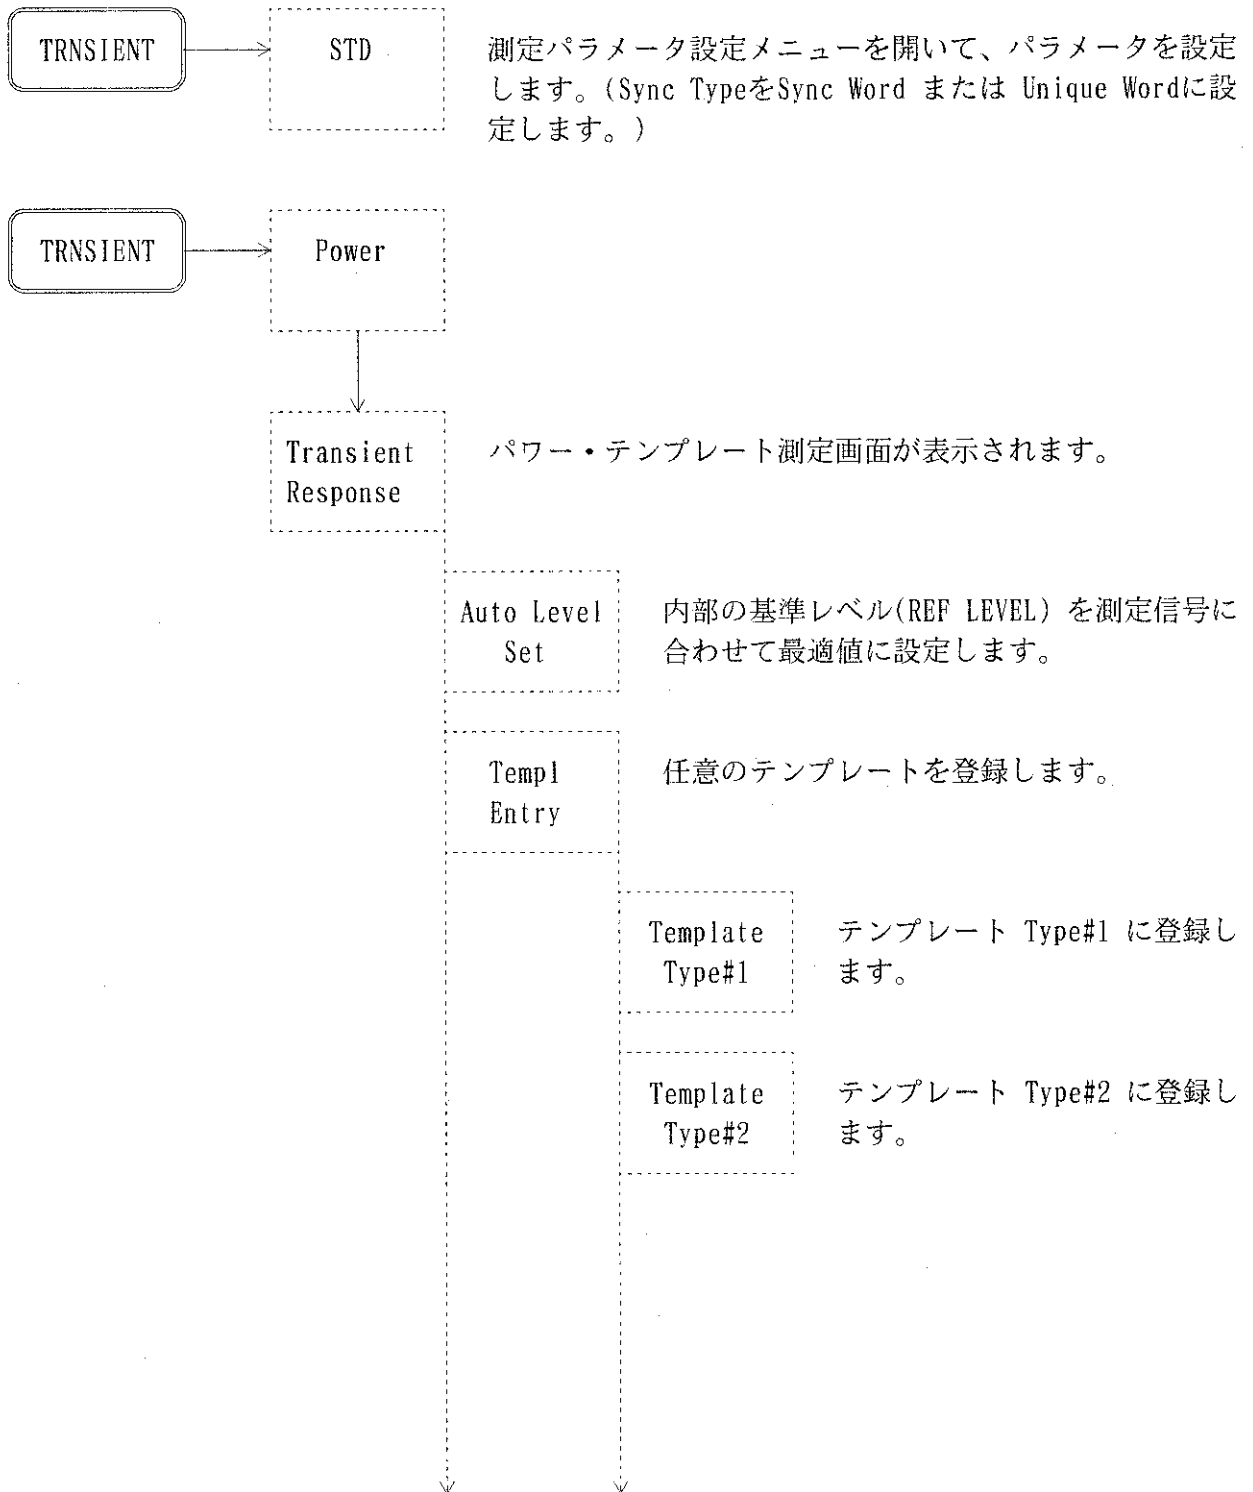 TRNSIENT
STD
測定パラメータ設定メニューを開いて、パラメータを設定
します。(Sync TypeをSync Word または Unique Wordに設
定します。)
TRNSIENT
Power
Transient
Response
パワー・テンプレート測定画面が表示されます。
Auto Level
Set
内部の基準レベル(REF LEVEL) を測定信号に
合わせて最適値に設定します。
Templ
Entry
任意のテンプレートを登録します。
Template
Type#1
テンプレート Type#1 に登録し
ます。
Template
Type#2
テンプレート Type#2 に登録し
ます。